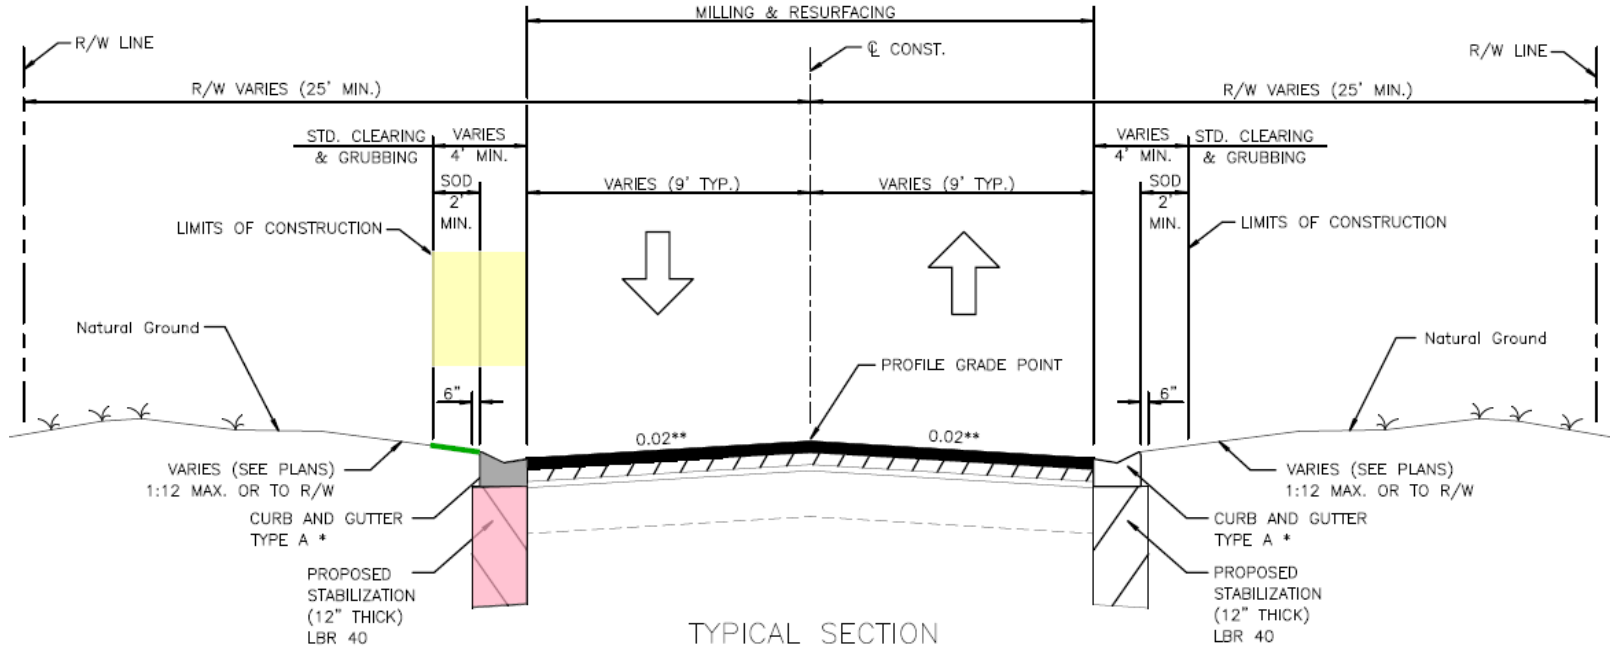 MILLING & RESURFACING
R/W LINE
℄ CONST.
R/W LINE
R/W VARIES (25' MIN.)
R/W VARIES (25' MIN.)
STD. CLEARING
& GRUBBING
VARIES
4' MIN.
VARIES
4' MIN.
STD. CLEARING
& GRUBBING
SOD
2'
MIN.
VARIES (9' TYP.)
VARIES (9' TYP.)
SOD
2'
MIN.
LIMITS OF CONSTRUCTION
LIMITS OF CONSTRUCTION
Natural Ground
Natural Ground
PROFILE GRADE POINT
6"
6"
0.02**
0.02**
VARIES (SEE PLANS)
1:12 MAX. OR TO R/W
VARIES (SEE PLANS)
1:12 MAX. OR TO R/W
CURB AND GUTTER
TYPE A *
CURB AND GUTTER
TYPE A *
PROPOSED
STABILIZATION
(12" THICK)
LBR 40
PROPOSED
STABILIZATION
(12" THICK)
LBR 40
TYPICAL SECTION